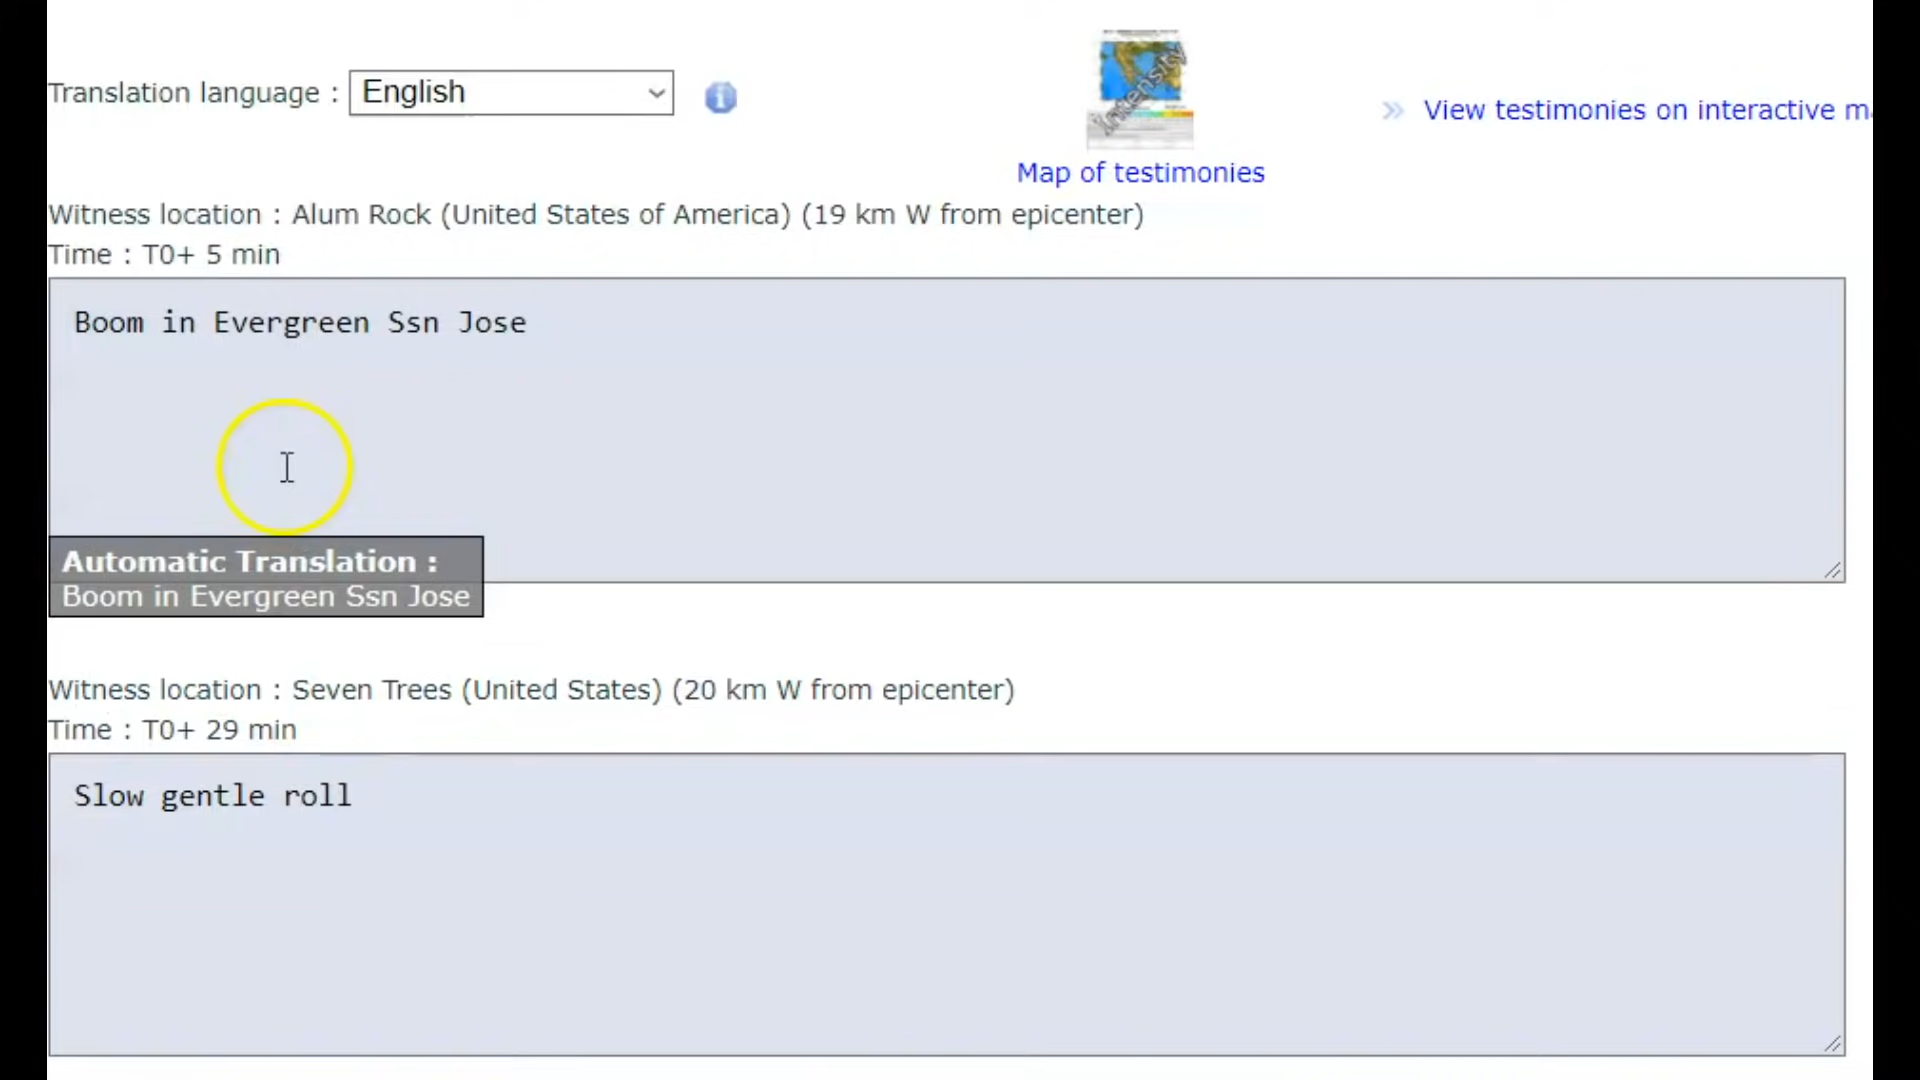 Translation language : English
Intensity
View testimonies on interactive m
Map of testimonies
Witness location : Alum Rock (United States of America) (19 km W from epicenter)
Time : T0+ 5 min
Boom in Evergreen Ssn Jose
Automatic Translation :
Boom in Evergreen Ssn Jose
Witness location : Seven Trees (United States) (20 km W from epicenter)
Time : T0+ 29 min
Slow gentle roll